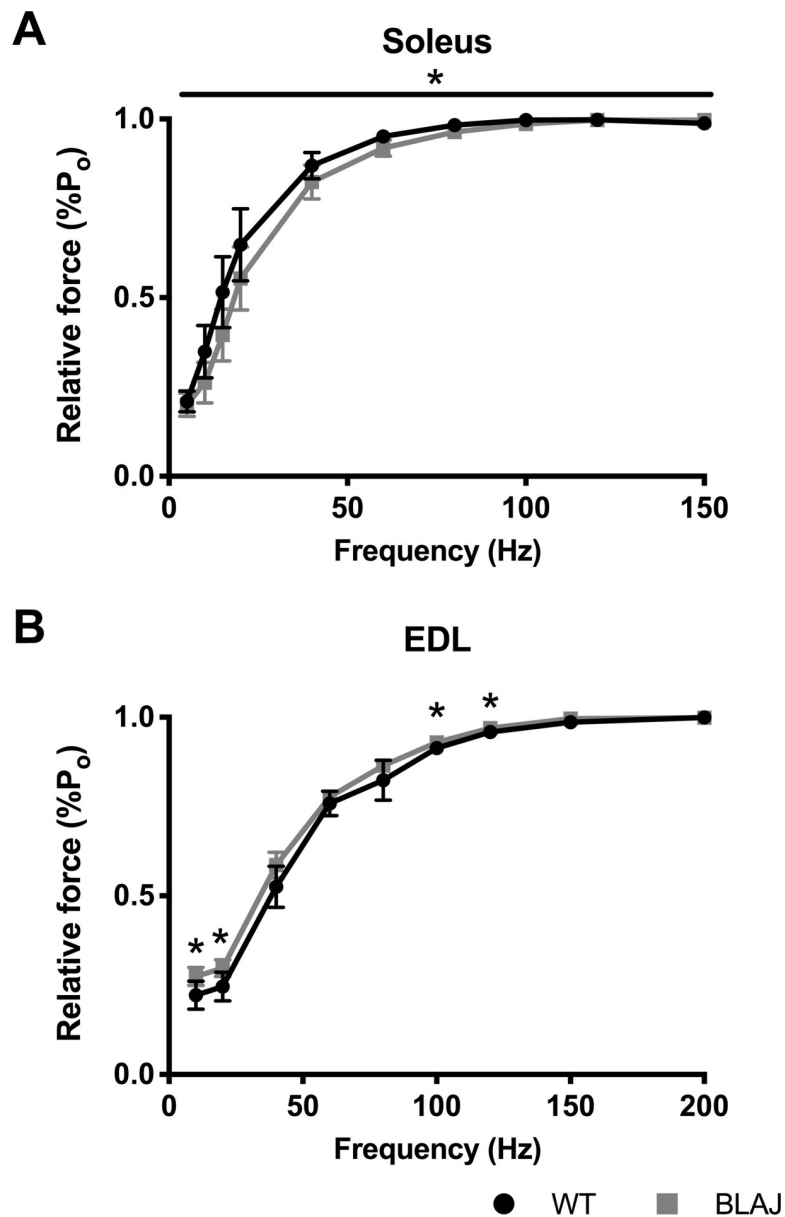 A
Soleus
*
1.0
0.5
0.0
Relative force (%Po)
0 50 100 150
Frequency (Hz)
B
EDL
* *
* *
1.0
0.5
0.0
Relative force (%Po)
0 50 100 150 200
Frequency (Hz)
WT BLAJ